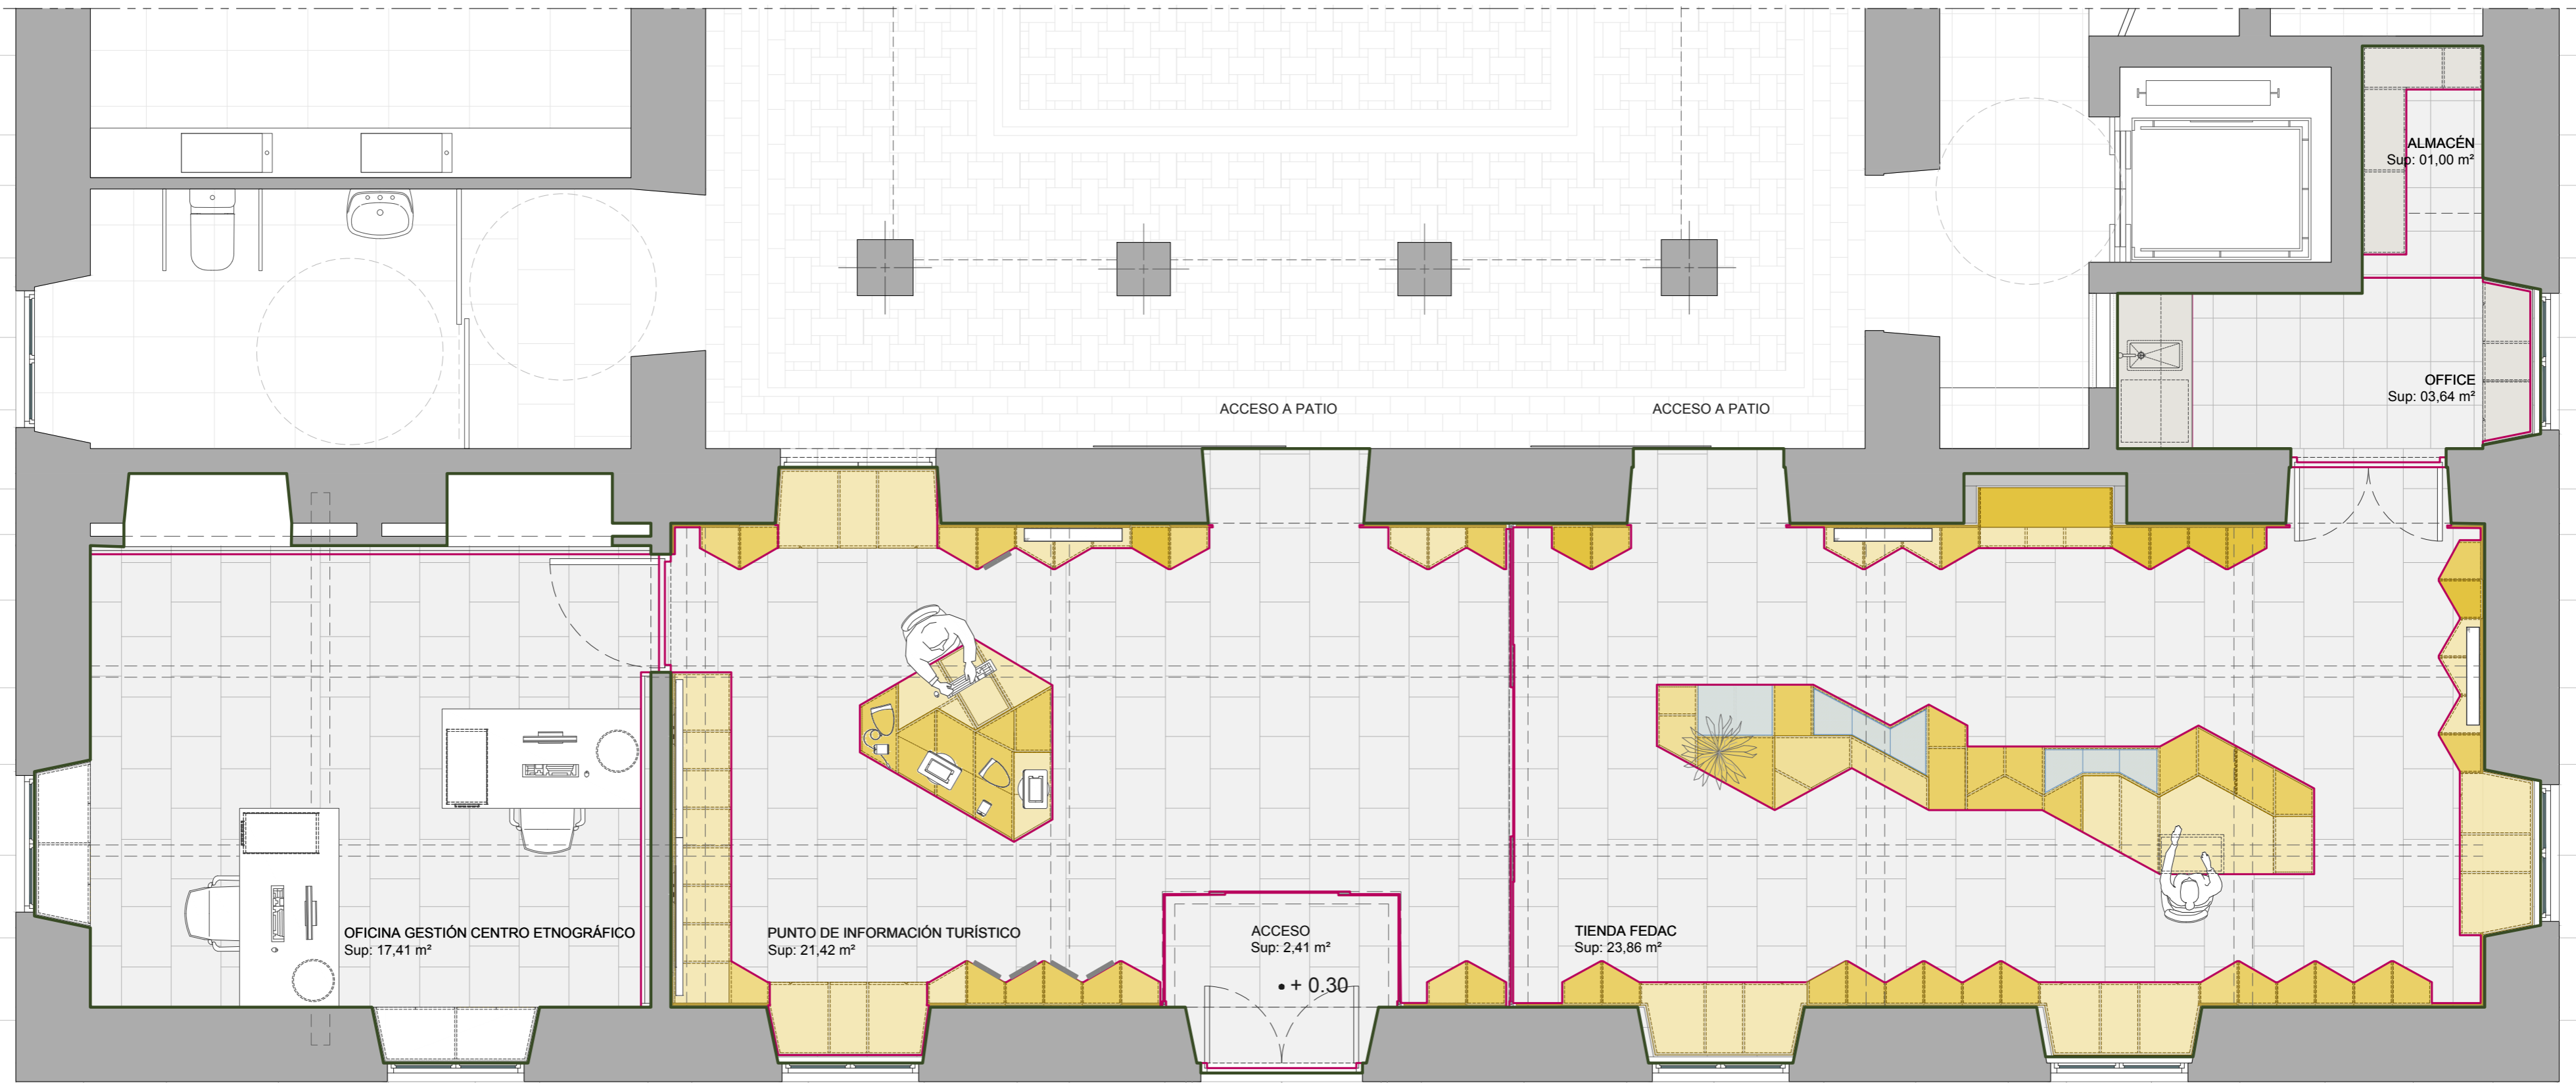 ALMACÉN
Sup: 01,00 m²
OFFICE
Sup: 03,64 m²
ACCESO A PATIO
ACCESO A PATIO
OFICINA GESTIÓN CENTRO ETNOGRÁFICO
Sup: 17,41 m²
PUNTO DE INFORMACIÓN TURÍSTICO
Sup: 21,42 m²
ACCESO
Sup: 2,41 m²
+ 0.30
TIENDA FEDAC
Sup: 23,86 m²